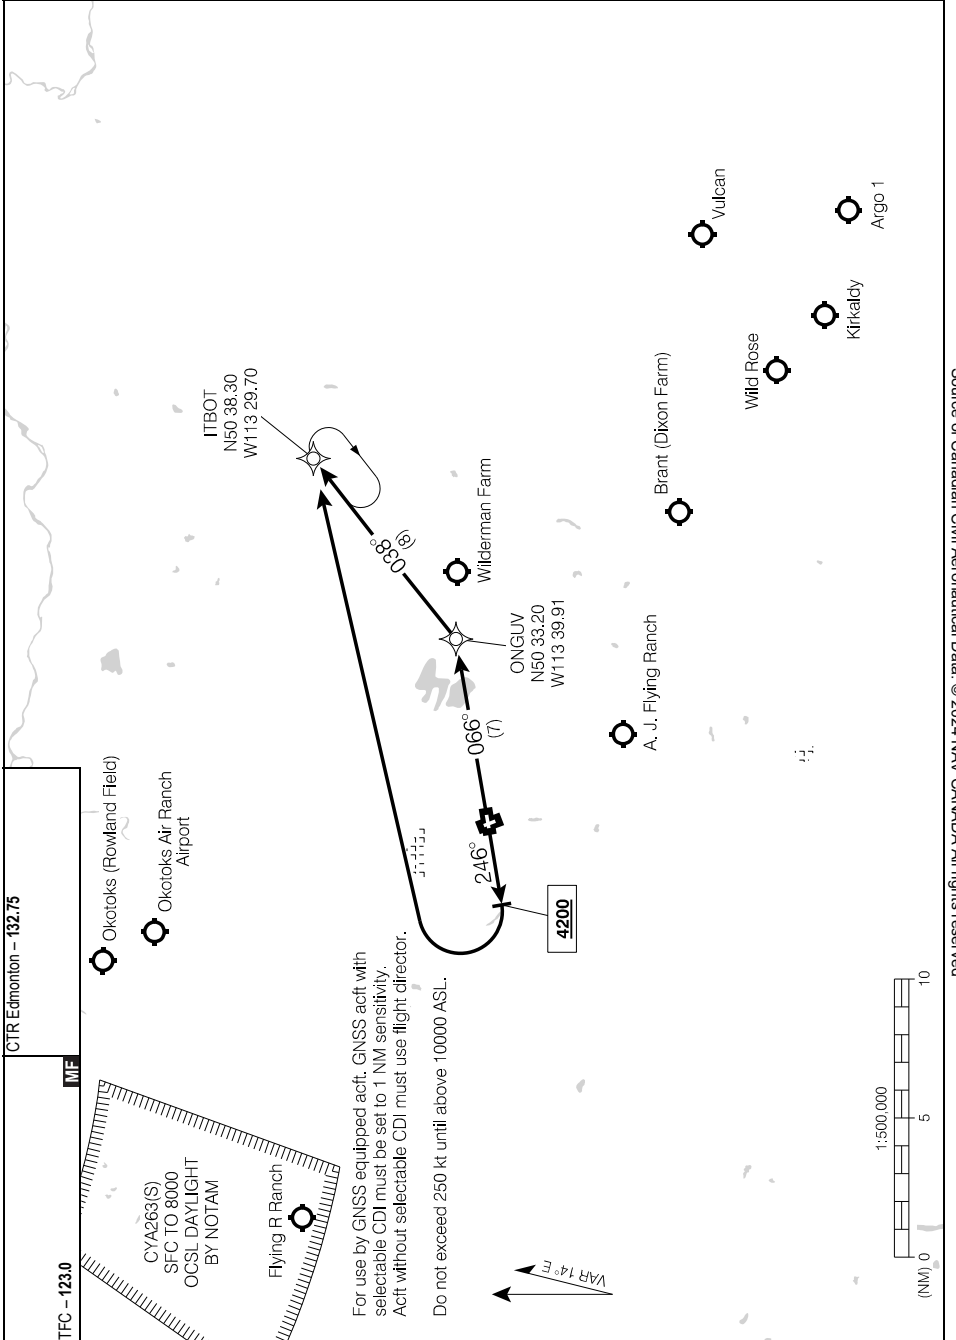 TFC – 123.0
MF
CTR Edmonton – 132.75
CYA263(S)
SFC TO 8000
OCSL DAYLIGHT
BY NOTAM
Flying R Ranch
Okotoks (Rowland Field)
Okotoks Air Ranch
Airport
ITBOT
N50 38.30
W113 29.70
038°
(8)
Wilderman Farm
ONGUV
N50 33.20
W113 39.91
066°
(7)
246°
4200
For use by GNSS equipped acft. GNSS acft with
selectable CDI must be set to 1 NM sensitivity.
Acft without selectable CDI must use flight director.
Do not exceed 250 kt until above 10000 ASL.
A. J. Flying Ranch
Brant (Dixon Farm)
Vulcan
Wild Rose
Kirkaldy
Argo 1
VAR 14° E
1:500,000
(NM) 0 5 10
Source of Canadian Civil Aeronautical Data: © 2024 NAV CANADA All rights reserved